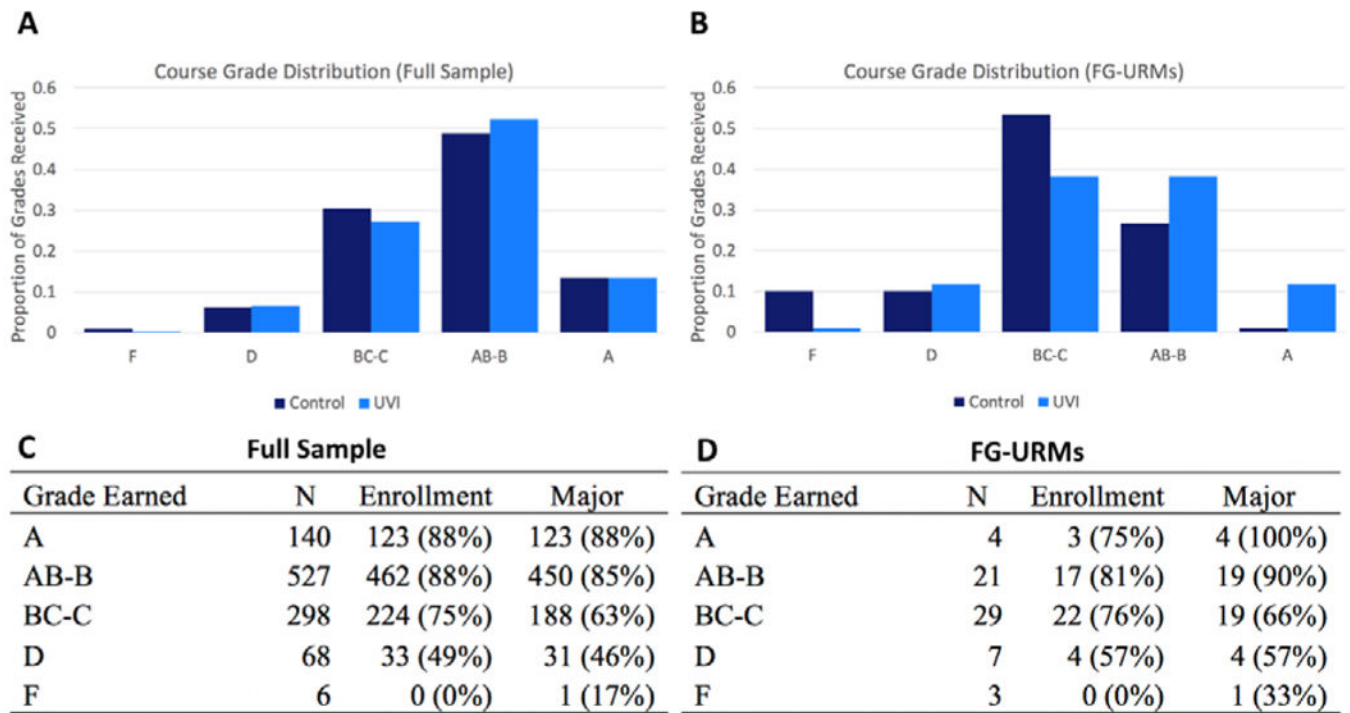 A
Course Grade Distribution (Full Sample)
Proportion of Grades Received
0.6
0.5
0.4
0.3
0.2
0.1
0
F D BC-C AB-B A
Control UVI
B
Course Grade Distribution (FG-URMs)
Proportion of Grades Received
0.6
0.5
0.4
0.3
0.2
0.1
0
F D BC-C AB-B A
Control UVI
C Full Sample
Grade Earned N Enrollment Major
A 140 123 (88%) 123 (88%)
AB-B 527 462 (88%) 450 (85%)
BC-C 298 224 (75%) 188 (63%)
D 68 33 (49%) 31 (46%)
F 6 0 (0%) 1 (17%)
D FG-URMs
Grade Earned N Enrollment Major
A 4 3 (75%) 4 (100%)
AB-B 21 17 (81%) 19 (90%)
BC-C 29 22 (76%) 19 (66%)
D 7 4 (57%) 4 (57%)
F 3 0 (0%) 1 (33%)